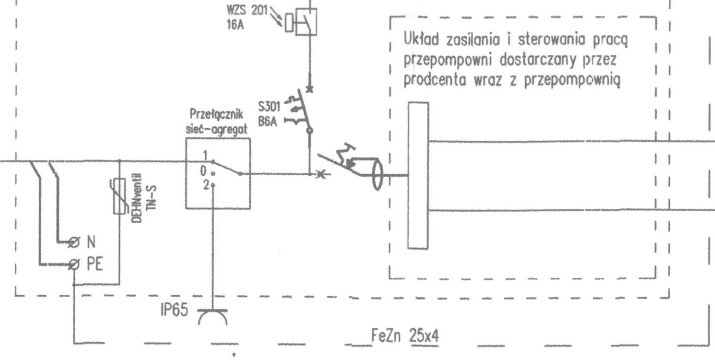 WZS 201
16A
Układ zasilania i sterowania pracą
przepompowni dostarczany przez
prodcenta wraz z przepompownią
S301
B6A
Przełącznik
sieć-agregat
1
0
2
DEHNventil
TN-S
N
PE
IP65
FeZn 25x4